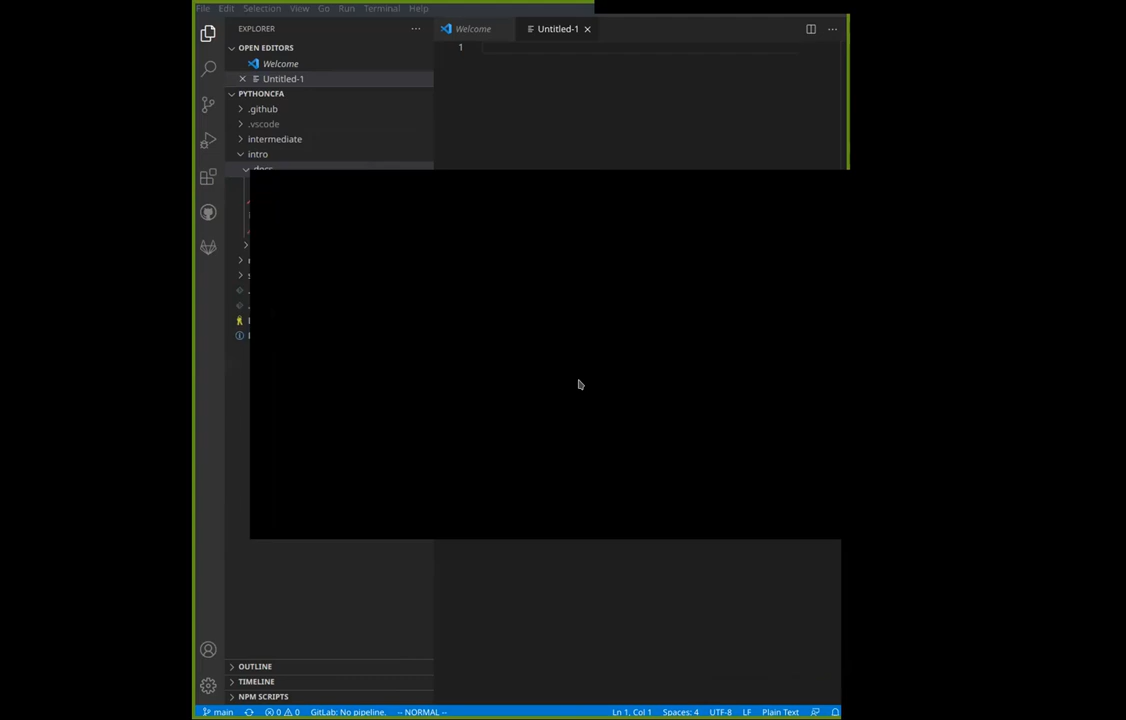 File Edit Selection View Go Run Terminal Help
EXPLORER
Welcome
Untitled-1
OPEN EDITORS
1
Welcome
Untitled-1
PYTHONCFA
.github
.vscode
intermediate
intro
docs
OUTLINE
TIMELINE
NPM SCRIPTS
main
0 0
GitLab: No pipeline.
-- NORMAL --
Ln 1, Col 1
Spaces: 4
UTF-8
LF
Plain Text